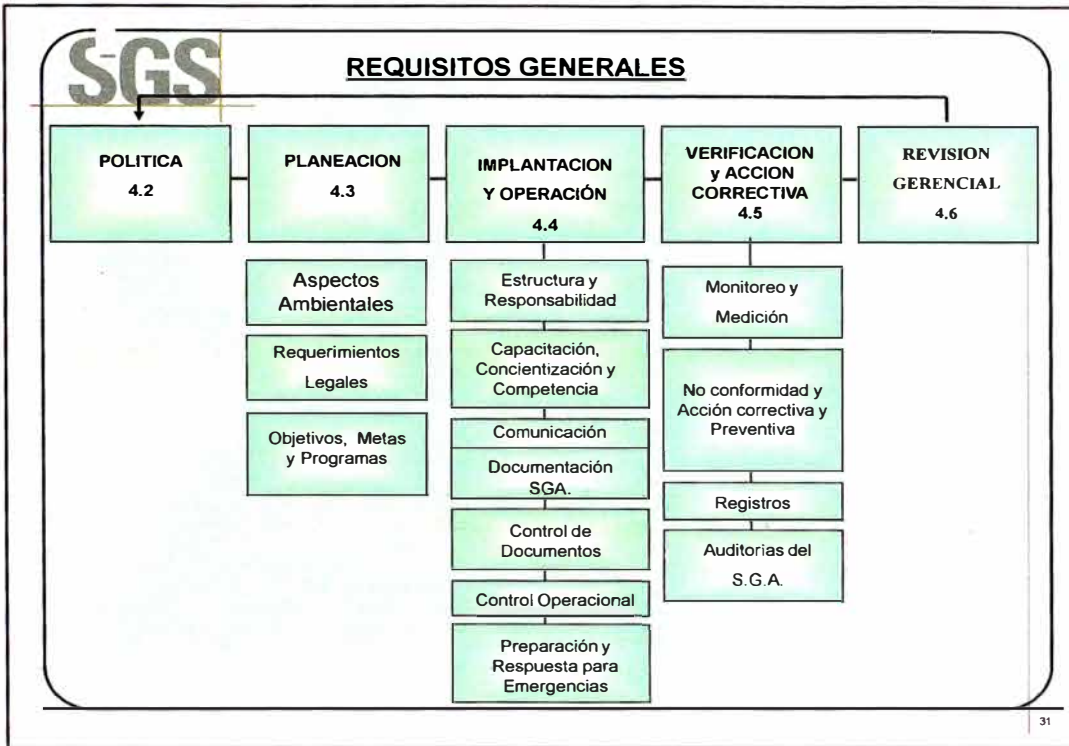 SGS
REQUISITOS GENERALES
POLITICA
4.2
PLANEACION
4.3
IMPLANTACION
Y OPERACIÓN
4.4
VERIFICACION
y ACCION
CORRECTIVA
4.5
REVISION
GERENCIAL
4.6
Aspectos
Ambientales
Requerimientos
Legales
Objetivos, Metas
y Programas
Estructura y
Responsabilidad
Capacitación,
Concientización y
Competencia
Comunicación
Documentación
SGA.
Control de
Documentos
Control Operacional
Preparación y
Respuesta para
Emergencias
Monitoreo y
Medición
No conformidad y
Acción correctiva y
Preventiva
Registros
Auditorias del
S.G.A.
31